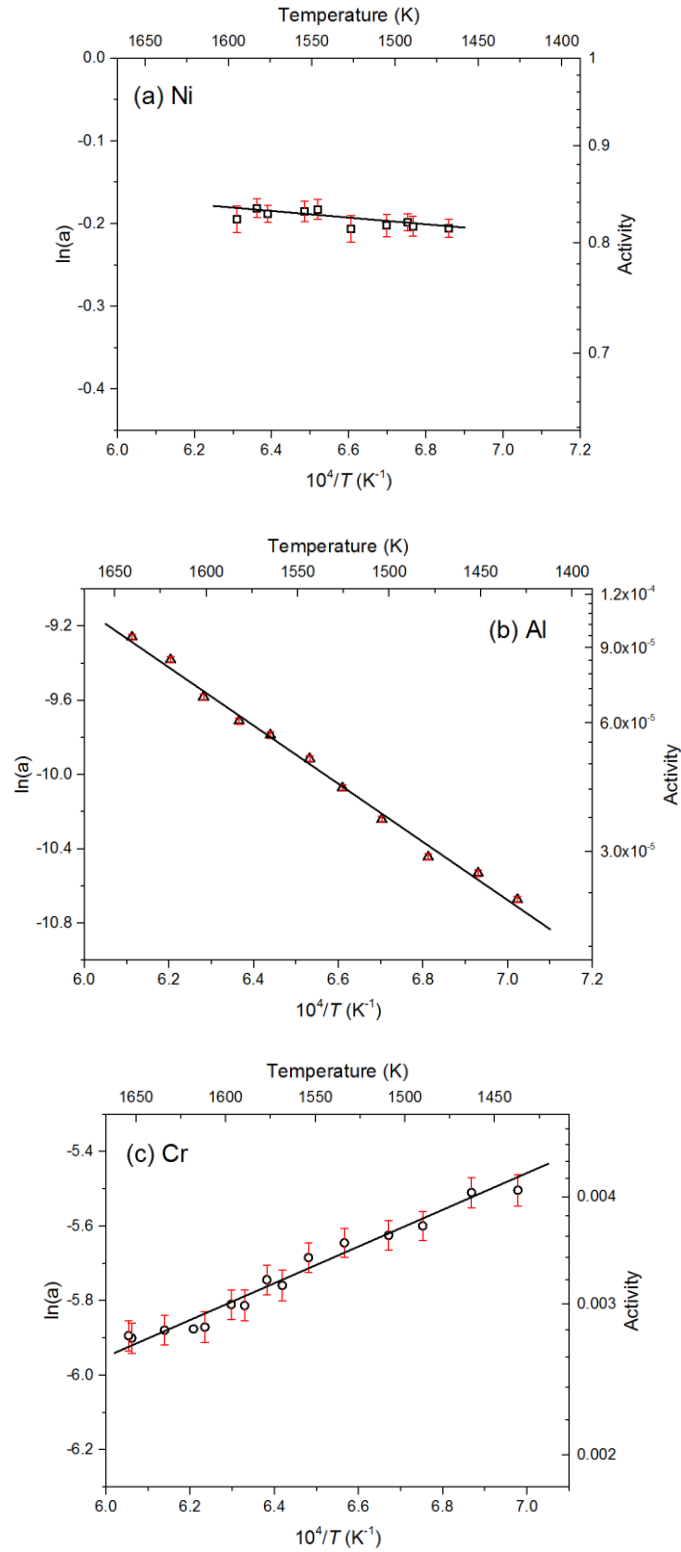 Temperature (K)
1650 1600 1550 1500 1450 1400
(a) Ni
0.0
-0.1
-0.2
-0.3
-0.4
ln(a)
1
0.9
0.8
0.7
Activity
6.0 6.2 6.4 6.6 6.8 7.0 7.2
10⁴/T (K⁻¹)
Temperature (K)
1650 1600 1550 1500 1450 1400
(b) Al
-9.2
-9.6
-10.0
-10.4
-10.8
ln(a)
1.2x10⁻⁴
9.0x10⁻⁵
6.0x10⁻⁵
3.0x10⁻⁵
Activity
6.0 6.2 6.4 6.6 6.8 7.0 7.2
10⁴/T (K⁻¹)
Temperature (K)
1650 1600 1550 1500 1450
(c) Cr
-5.4
-5.6
-5.8
-6.0
-6.2
ln(a)
0.004
0.003
0.002
Activity
6.0 6.2 6.4 6.6 6.8 7.0
10⁴/T (K⁻¹)